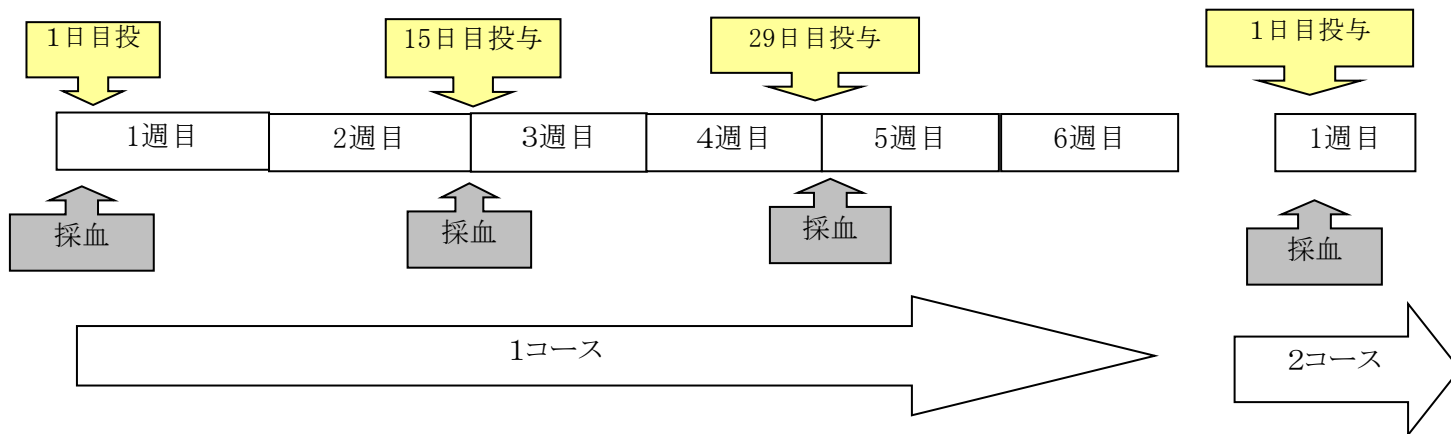 1日目投
15日目投与
29日目投与
1日目投与
1週目
2週目
3週目
4週目
5週目
6週目
1週目
採血
採血
採血
採血
1コース
2コース